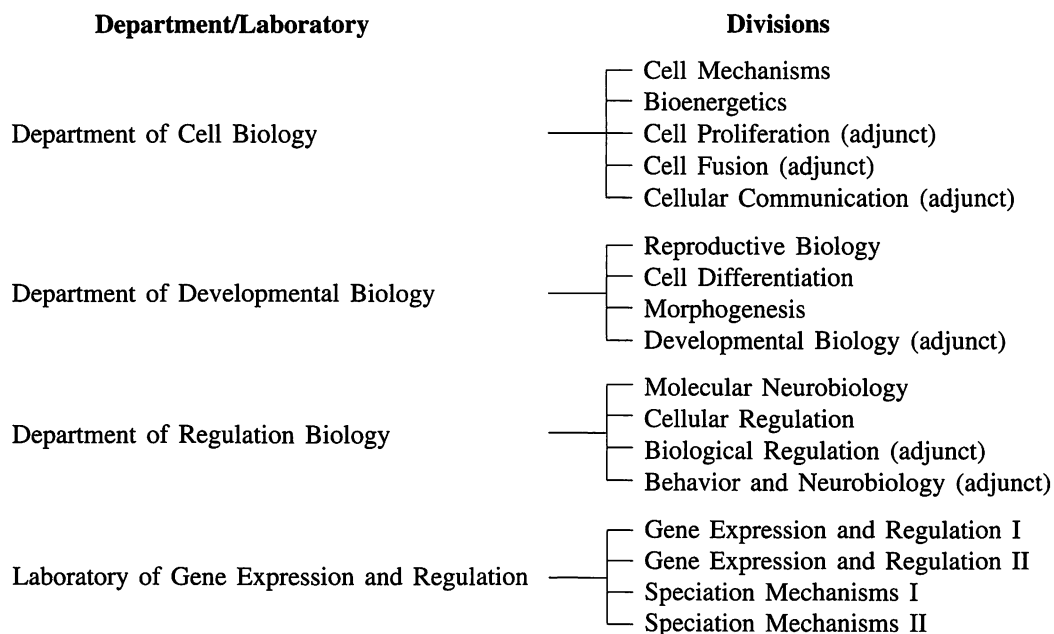 Department/Laboratory Divisions
Cell Mechanisms
Bioenergetics
Department of Cell Biology Cell Proliferation (adjunct)
Cell Fusion (adjunct)
Cellular Communication (adjunct)
Reproductive Biology
Cell Differentiation
Department of Developmental Biology
Morphogenesis
Developmental Biology (adjunct)
Molecular Neurobiology
Cellular Regulation
Department of Regulation Biology
Biological Regulation (adjunct)
Behavior and Neurobiology (adjunct)
Gene Expression and Regulation I
Gene Expression and Regulation II
Laboratory of Gene Expression and Regulation
Speciation Mechanisms I
Speciation Mechanisms II